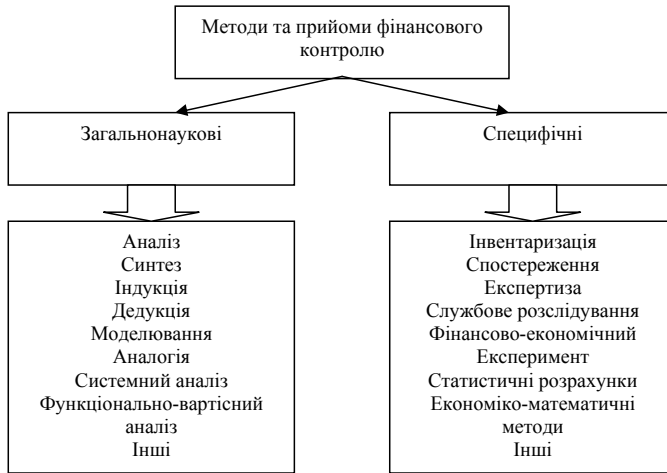 Методи та прийоми фінансового
контролю
Загальнонаукові
Специфічні
Аналіз
Синтез
Індукція
Дедукція
Моделювання
Аналогія
Системний аналіз
Функціонально-вартісний
аналіз
Інші
Інвентаризація
Спостереження
Експертиза
Службове розслідування
Фінансово-економічний
Експеримент
Статистичні розрахунки
Економіко-математичні
методи
Інші